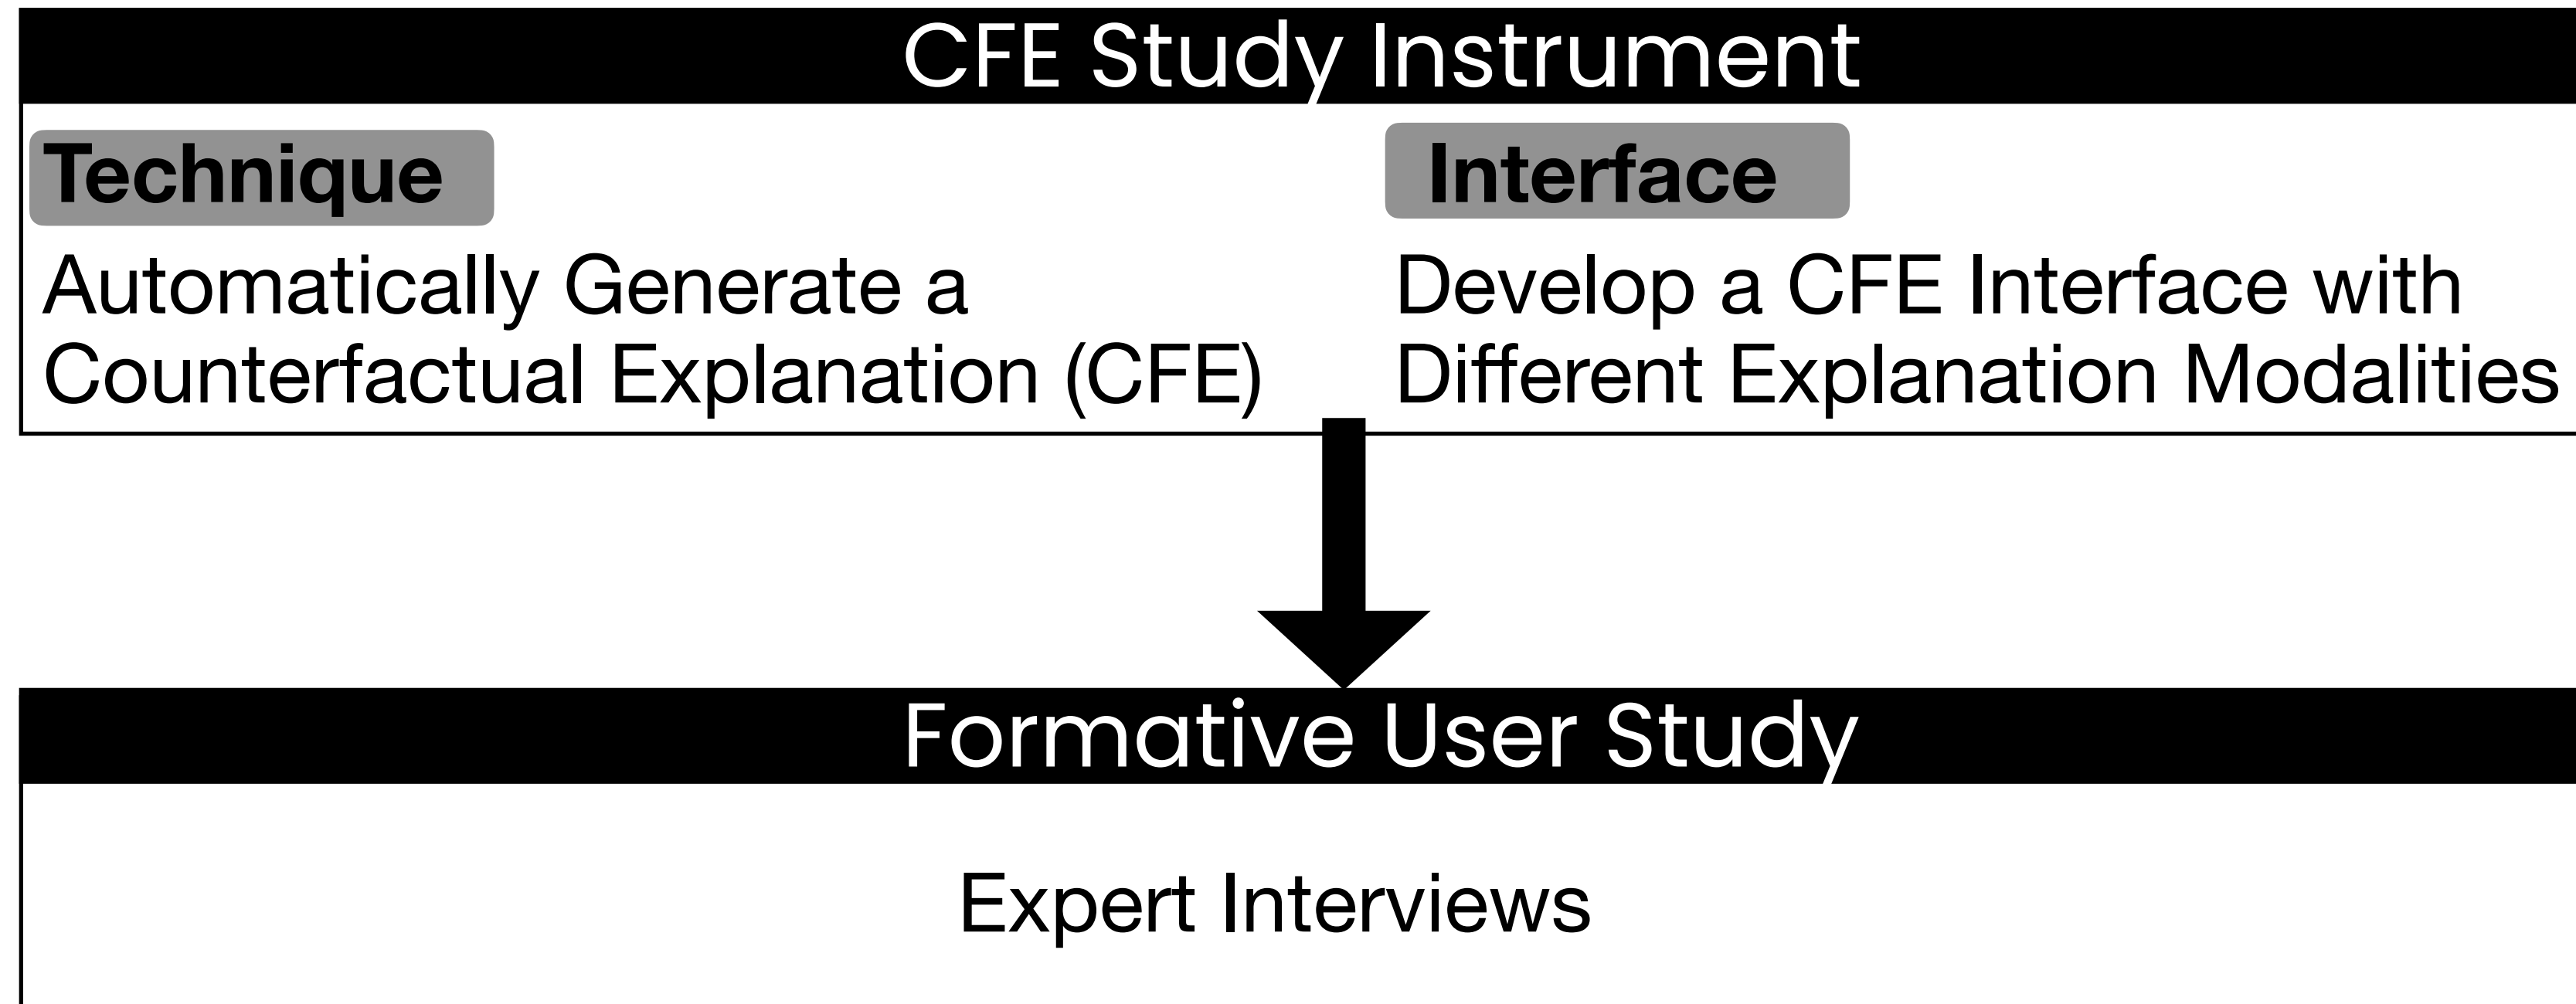 CFE Study Instrument
Technique
Automatically Generate a
Counterfactual Explanation (CFE)
Interface
Develop a CFE Interface with
Different Explanation Modalities
Formative User Study
Expert Interviews